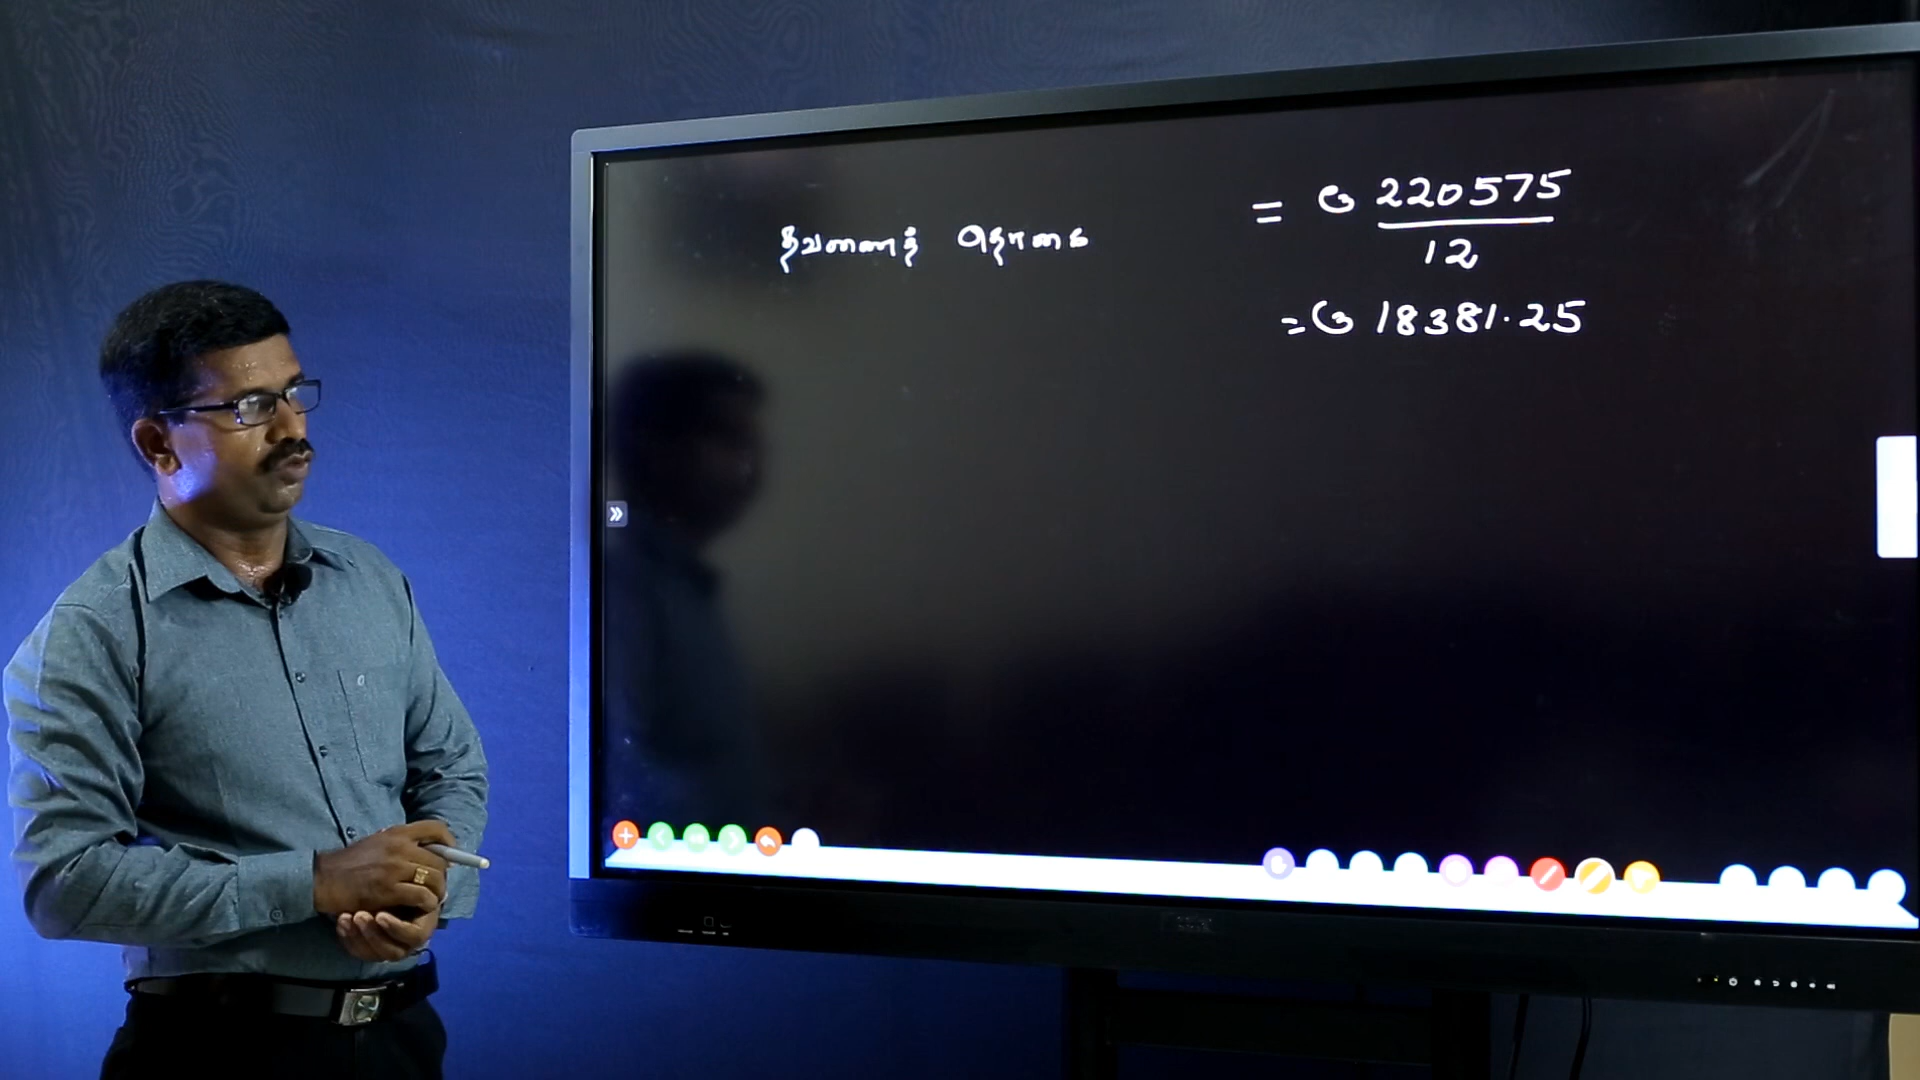 தவணைத் தொகை = ரூ 220575
12
= ரூ 18381.25